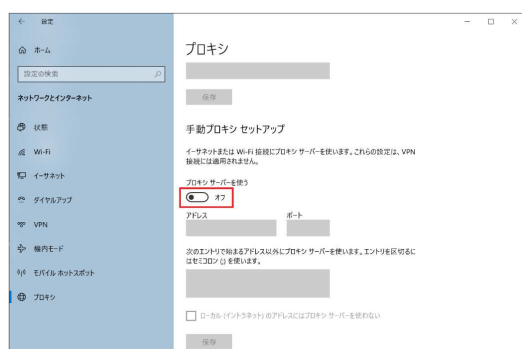 設定
ホーム
設定の検索
ネットワークとインターネット
状態
Wi-Fi
イーサネット
ダイヤルアップ
VPN
機内モード
モバイル ホットスポット
プロキシ
プロキシ
保存
手動プロキシ セットアップ
イーサネットまたは Wi-Fi 接続にプロキシ サーバーを使います。これらの設定は、VPN
接続には適用されません。
プロキシ サーバーを使う
オフ
アドレス
ポート
次のエントリで始まるアドレス以外にプロキシ サーバーを使います。エントリを区切るに
はセミコロン (;) を使います。
ローカル (イントラネット) のアドレスにはプロキシ サーバーを使わない
保存